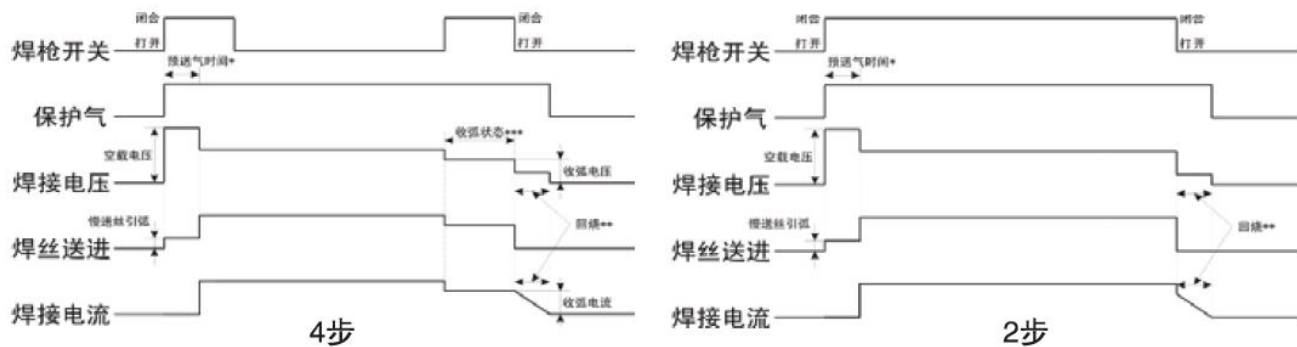 闭合
闭合
焊枪开关
打开
打开
预送气时间*
保护气
收弧状态***
空载电压
收弧电压
焊接电压
慢送丝引弧
回烧**
焊丝送进
收弧电流
焊接电流
4步
闭合
闭合
焊枪开关
打开
打开
预送气时间*
保护气
空载电压
焊接电压
慢送丝引弧
回烧**
焊丝送进
焊接电流
2步